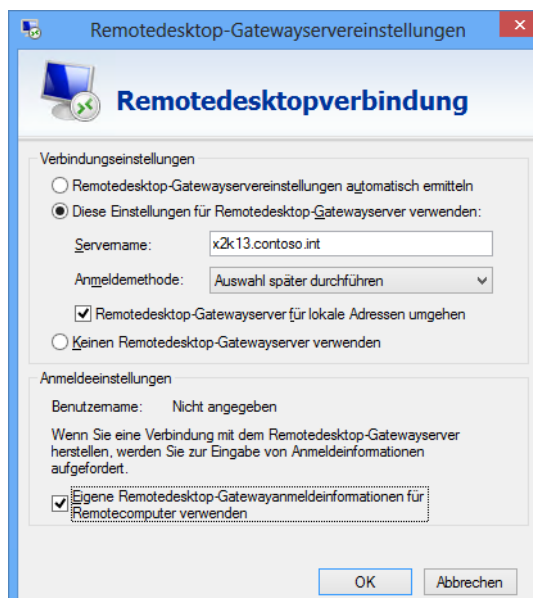 Remotedesktop-Gatewayservereinstellungen
Remotedesktopverbindung
Verbindungseinstellungen
Remotedesktop-Gatewayservereinstellungen automatisch ermitteln
Diese Einstellungen für Remotedesktop-Gatewayserver verwenden:
Servername: x2k13.contoso.int
Anmeldemethode: Auswahl später durchführen
Remotedesktop-Gatewayserver für lokale Adressen umgehen
Keinen Remotedesktop-Gatewayserver verwenden
Anmeldeeinstellungen
Benutzername: Nicht angegeben
Wenn Sie eine Verbindung mit dem Remotedesktop-Gatewayserver
herstellen, werden Sie zur Eingabe von Anmeldeinformationen
aufgefordert.
Eigene Remotedesktop-Gatewayanmeldeinformationen für
Remotecomputer verwenden
OK Abbrechen